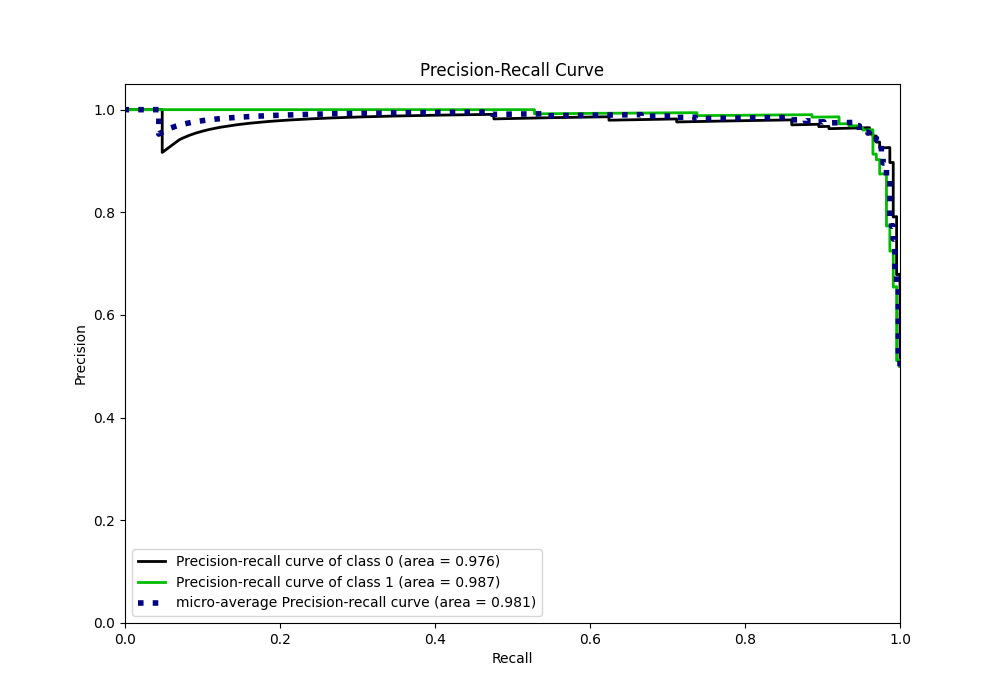 Precision-Recall Curve
1.0
0.8
0.6
0.4
0.2
0.0
Precision
Precision-recall curve of class 0 (area = 0.976)
Precision-recall curve of class 1 (area = 0.987)
micro-average Precision-recall curve (area = 0.981)
0.0 0.2 0.4 0.6 0.8 1.0
Recall